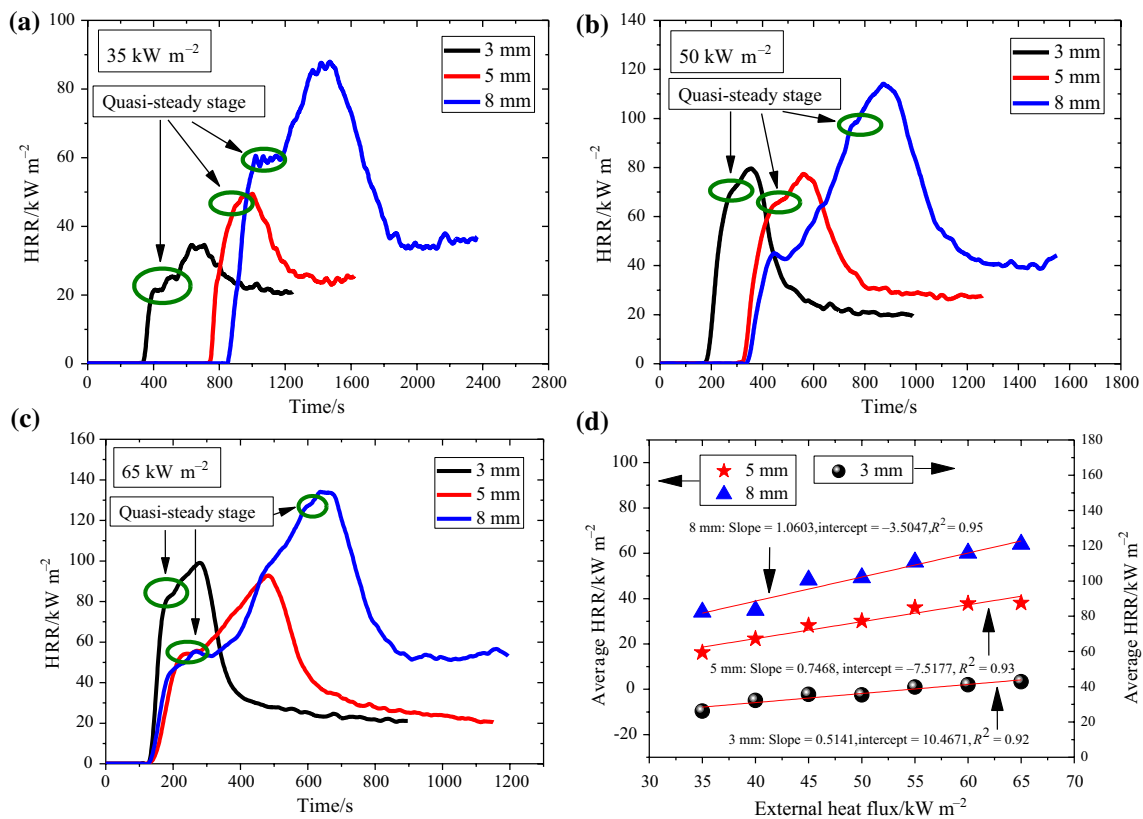 (a)
100
80
60
40
20
0
HRR/kW m⁻²
35 kW m⁻²
Quasi-steady stage
3 mm
5 mm
8 mm
0 400 800 1200 1600 2000 2400 2800
Time/s
(b)
140
120
100
80
60
40
20
0
HRR/kW m⁻²
50 kW m⁻²
Quasi-steady stage
3 mm
5 mm
8 mm
0 200 400 600 800 1000 1200 1400 1600 1800
Time/s
(c)
160
140
120
100
80
60
40
20
0
HRR/kW m⁻²
65 kW m⁻²
Quasi-steady stage
3 mm
5 mm
8 mm
0 200 400 600 800 1000 1200
Time/s
(d)
100
80
60
40
20
0
-20
Average HRR/kW m⁻²
5 mm
8 mm
3 mm
8 mm: Slope = 1.0603,intercept = –3.5047,R² = 0.95
5 mm: Slope = 0.7468, intercept = –7.5177, R² = 0.93
3 mm: Slope = 0.5141,intercept = 10.4671, R² = 0.92
180
160
140
120
100
80
60
40
20
0
Average HRR/kW m⁻²
30 35 40 45 50 55 60 65 70
External heat flux/kW m⁻²